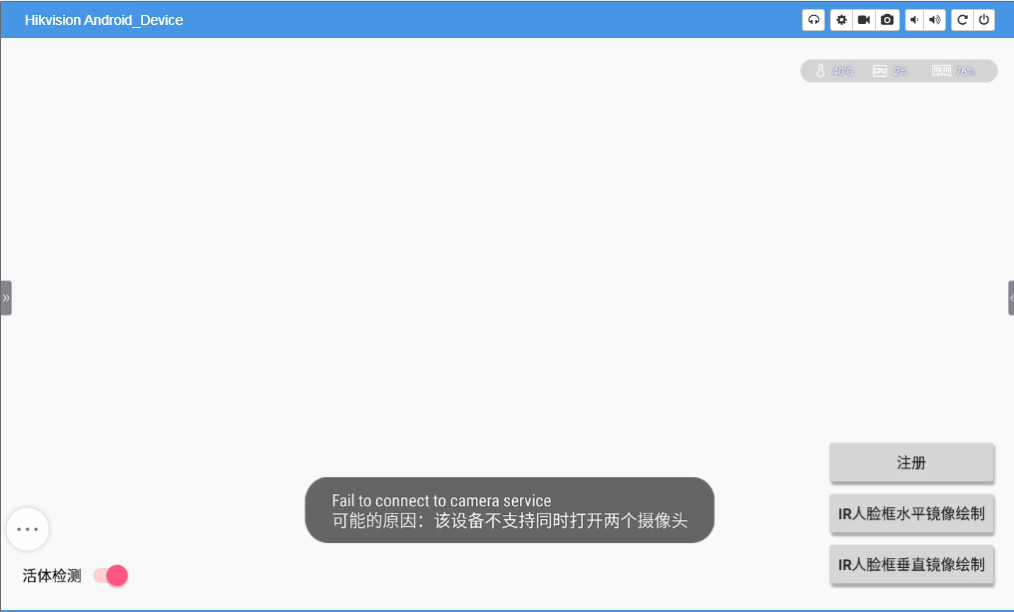 Hikvision Android_Device
40℃ CPU 2% 76%
Fail to connect to camera service
可能的原因：该设备不支持同时打开两个摄像头
注册
IR人脸框水平镜像绘制
IR人脸框垂直镜像绘制
活体检测